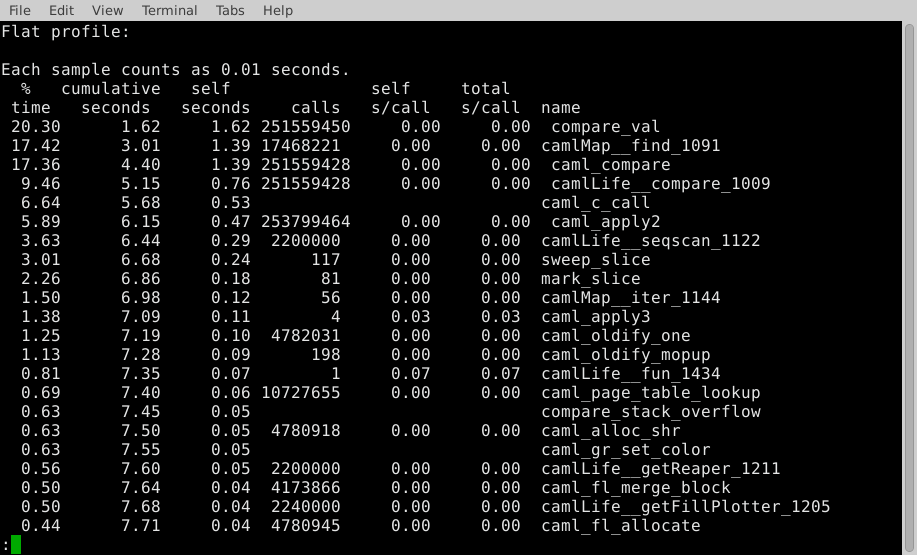 File Edit View Terminal Tabs Help
Flat profile:
Each sample counts as 0.01 seconds.
% cumulative self self total
time seconds seconds calls s/call s/call name
20.30 1.62 1.62 251559450 0.00 0.00 compare_val
17.42 3.01 1.39 17468221 0.00 0.00 camlMap__find_1091
17.36 4.40 1.39 251559428 0.00 0.00 caml_compare
9.46 5.15 0.76 251559428 0.00 0.00 camlLife__compare_1009
6.64 5.68 0.53 caml_c_call
5.89 6.15 0.47 253799464 0.00 0.00 caml_apply2
3.63 6.44 0.29 2200000 0.00 0.00 camlLife__seqscan_1122
3.01 6.68 0.24 117 0.00 0.00 sweep_slice
2.26 6.86 0.18 81 0.00 0.00 mark_slice
1.50 6.98 0.12 56 0.00 0.00 camlMap__iter_1144
1.38 7.09 0.11 4 0.03 0.03 caml_apply3
1.25 7.19 0.10 4782031 0.00 0.00 caml_oldify_one
1.13 7.28 0.09 198 0.00 0.00 caml_oldify_mopup
0.81 7.35 0.07 1 0.07 0.07 camlLife__fun_1434
0.69 7.40 0.06 10727655 0.00 0.00 caml_page_table_lookup
0.63 7.45 0.05 compare_stack_overflow
0.63 7.50 0.05 4780918 0.00 0.00 caml_alloc_shr
0.63 7.55 0.05 caml_gr_set_color
0.56 7.60 0.05 2200000 0.00 0.00 camlLife__getReaper_1211
0.50 7.64 0.04 4173866 0.00 0.00 caml_fl_merge_block
0.50 7.68 0.04 2240000 0.00 0.00 camlLife__getFillPlotter_1205
0.44 7.71 0.04 4780945 0.00 0.00 caml_fl_allocate
: